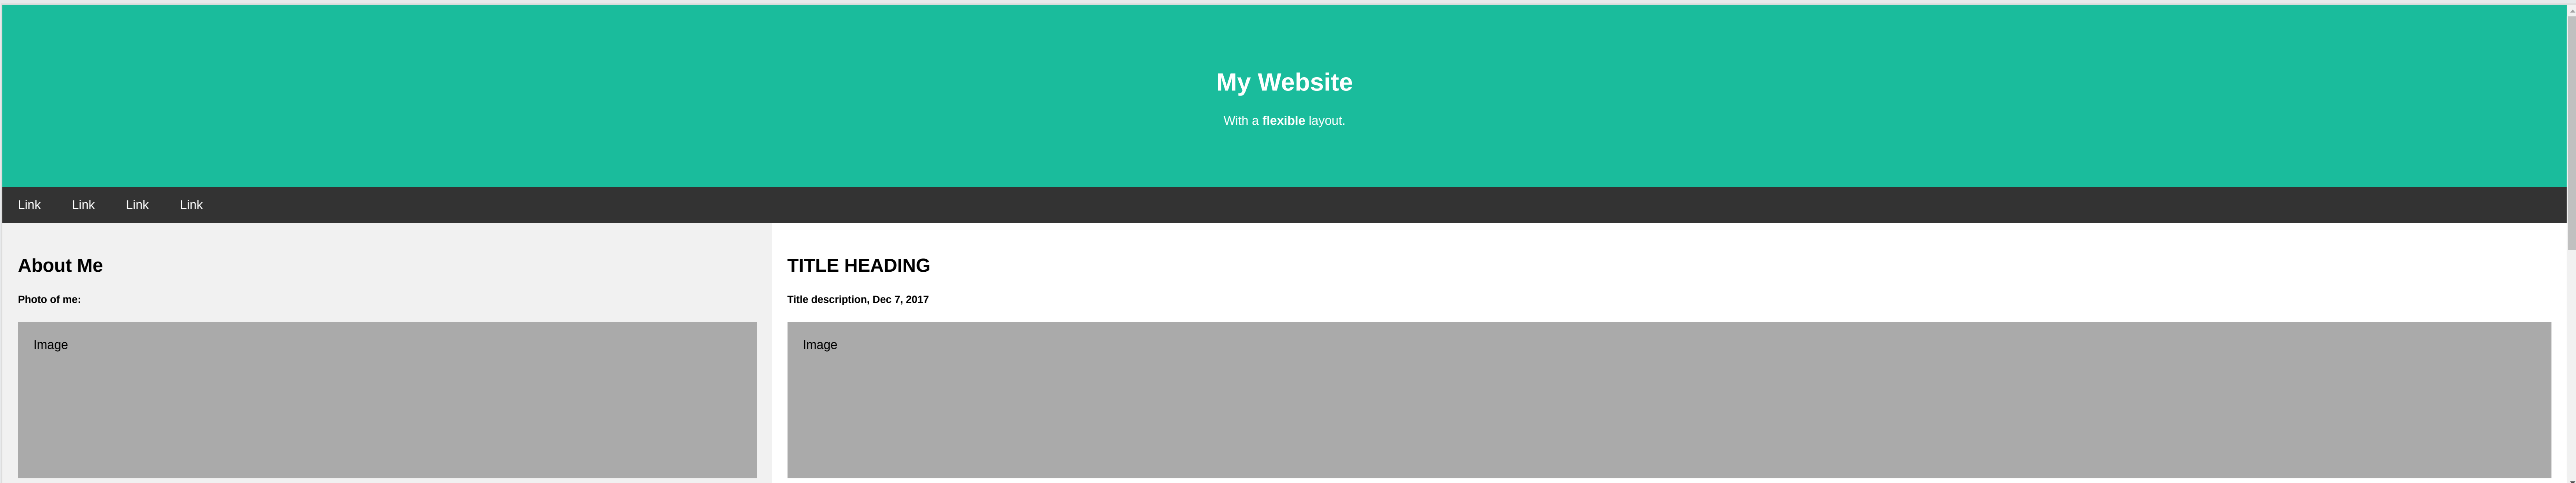 My Website
With a flexible layout.
Link Link Link Link
About Me
Photo of me:
Image
TITLE HEADING
Title description, Dec 7, 2017
Image